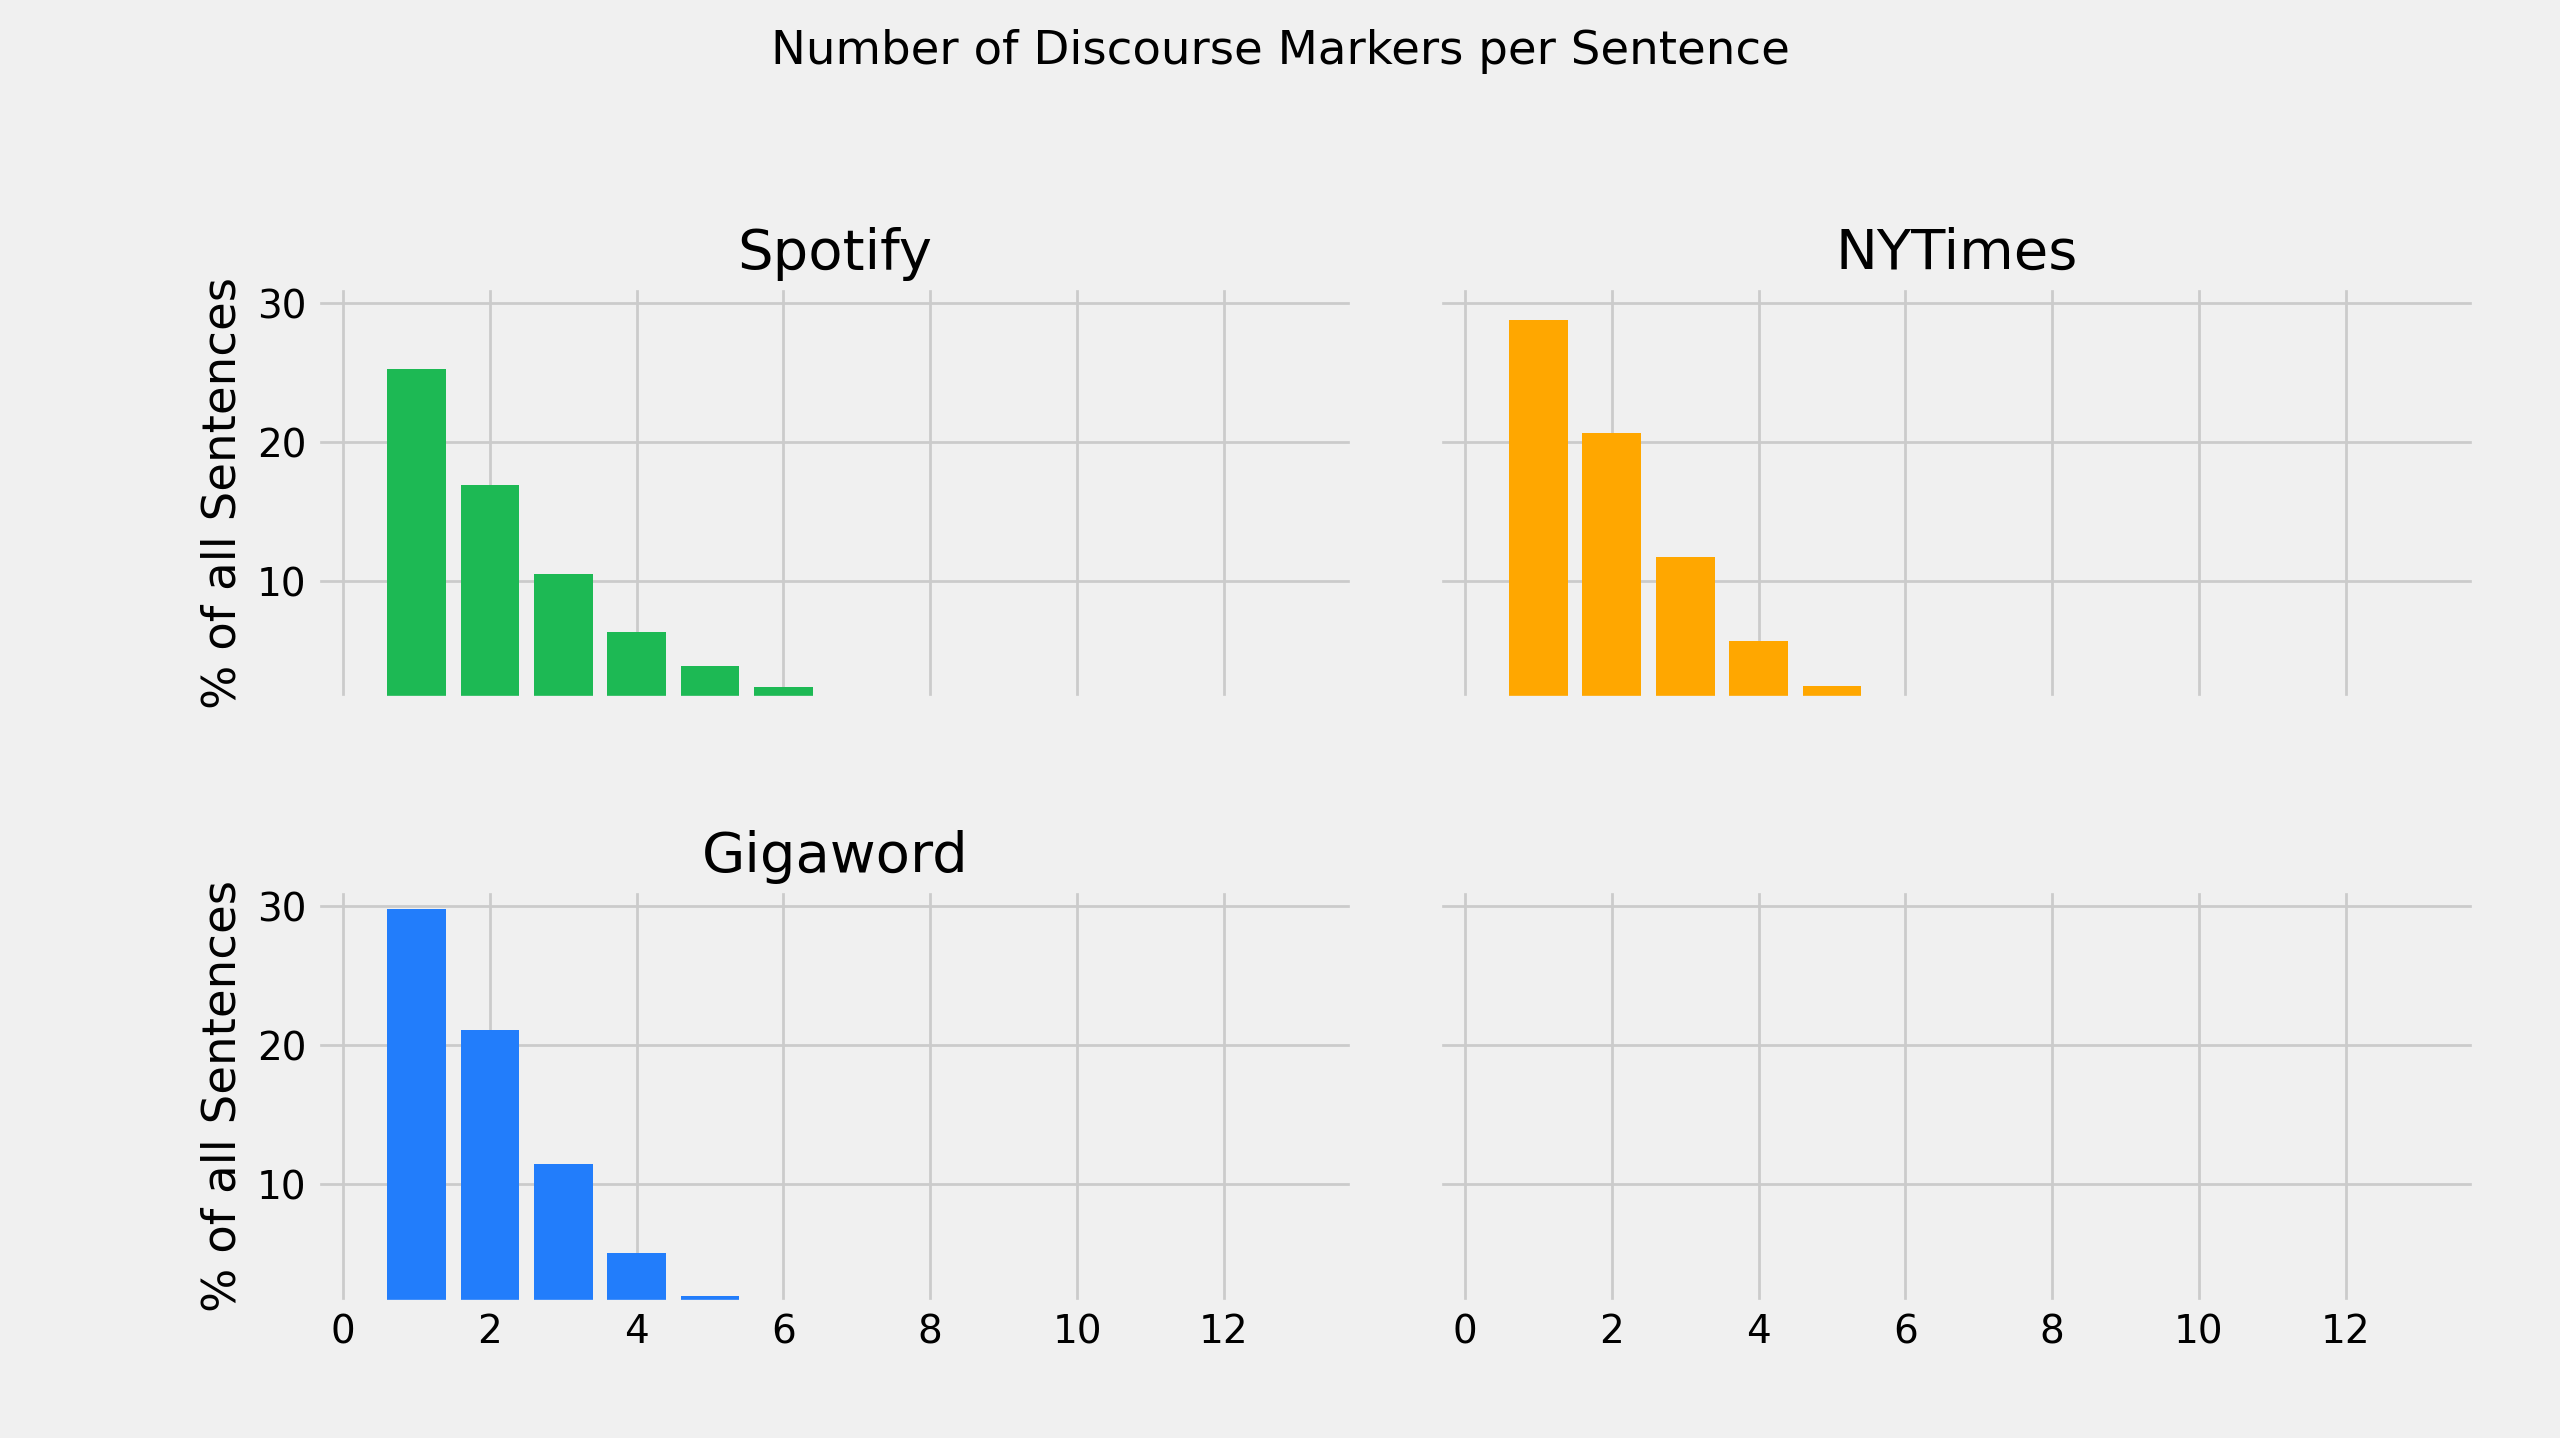 Number of Discourse Markers per Sentence
Spotify
% of all Sentences
30
20
10
NYTimes
Gigaword
% of all Sentences
30
20
10
0 2 4 6 8 10 12
0 2 4 6 8 10 12